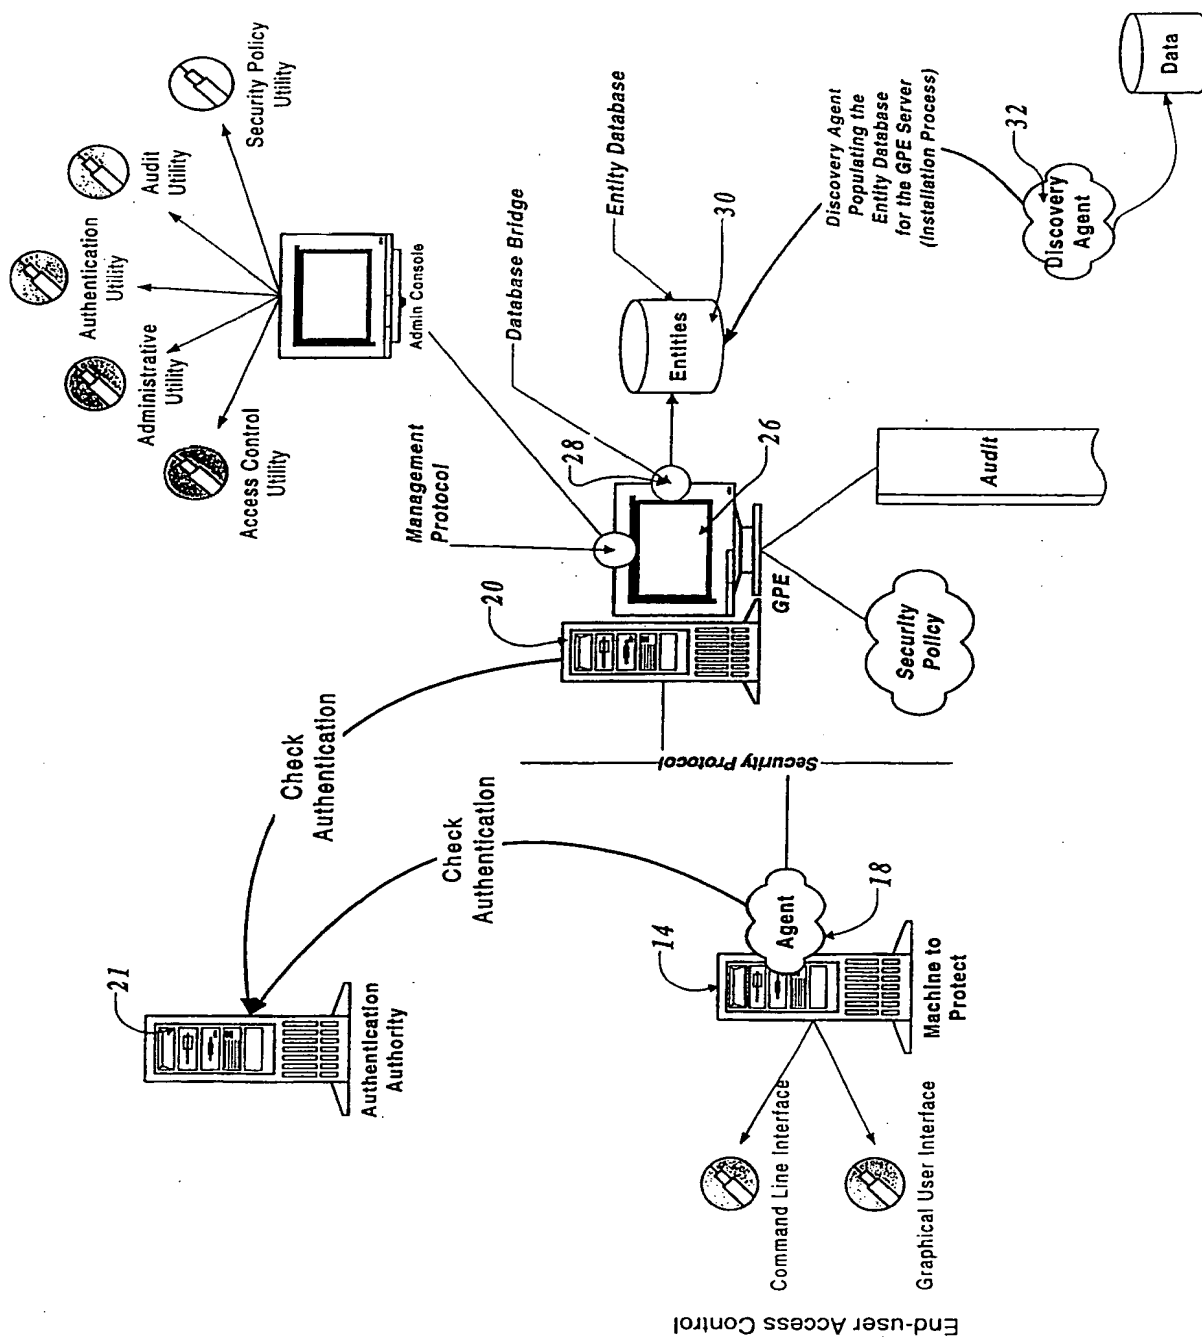 Security Policy
Utility
Audit
Utility
Authentication
Utility
Administrative
Utility
Access Control
Utility
Admin Console
Management
Protocol
Database Bridge
Entity Database
28
30
Entities
26
20
GPE
Discovery Agent
Populating the
Entity Database
for the GPE Server
(Installation Process)
32
Discovery
Agent
Data
Audit
Security
Policy
Check
Authentication
Check
Authentication
Security Protocol
21
Authentication
Authority
14
Agent
18
Machine to
Protect
Command Line Interface
Graphical User Interface
End-user Access Control